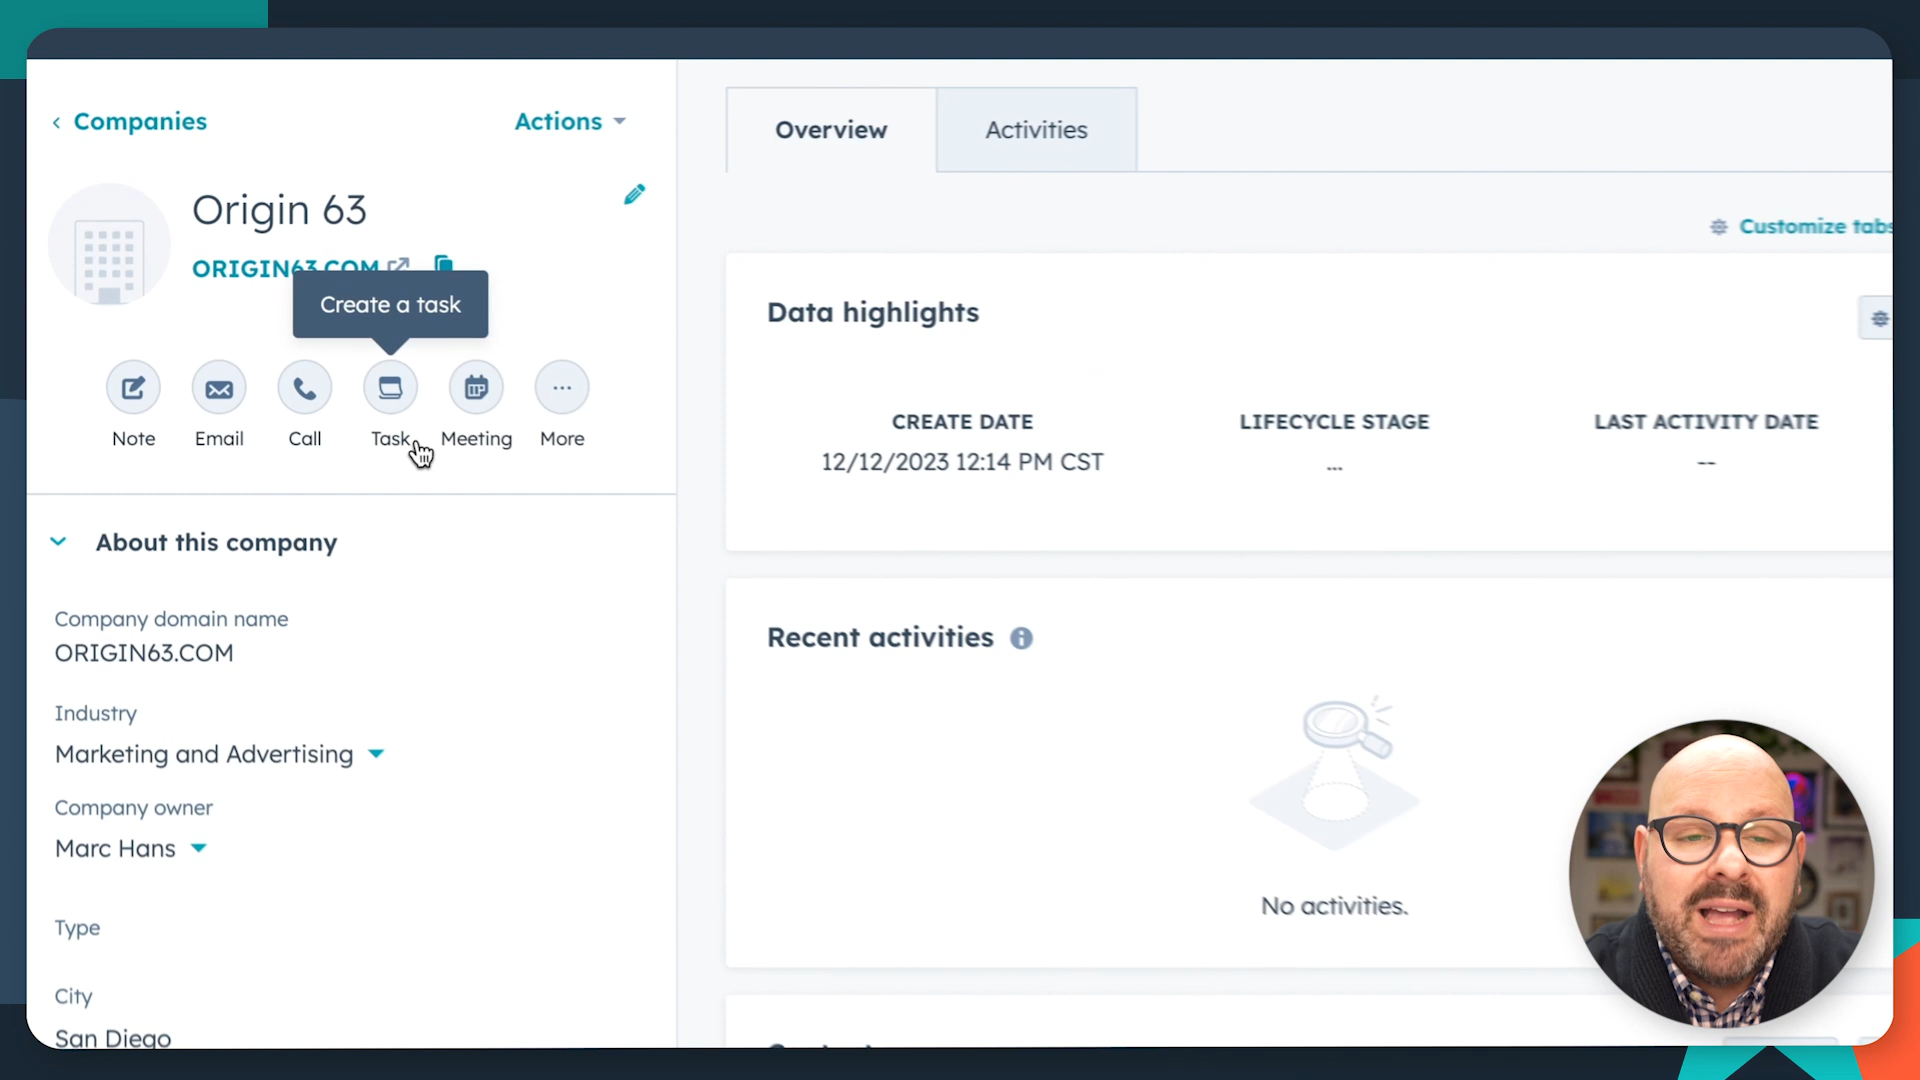 Companies
Actions
Origin 63
ORIGIN63.COM
Create a task
Note
Email
Call
Task
Meeting
More
About this company
Company domain name
ORIGIN63.COM
Industry
Marketing and Advertising
Company owner
Marc Hans
Type
City
San Diego
Overview
Activities
Customize tabs
Data highlights
CREATE DATE
12/12/2023 12:14 PM CST
LIFECYCLE STAGE
...
LAST ACTIVITY DATE
--
Recent activities
No activities.